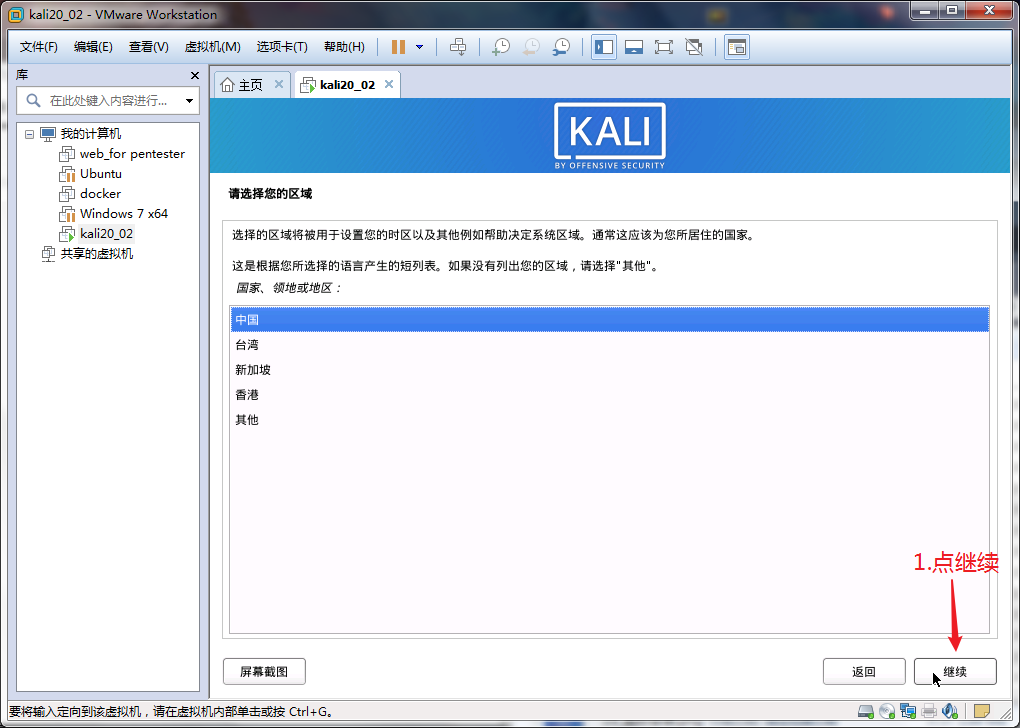 kali20_02 - VMware Workstation
文件(F) 编辑(E) 查看(V) 虚拟机(M) 选项卡(T) 帮助(H)
库
在此处键入内容进行...
我的计算机
web_for pentester
Ubuntu
docker
Windows 7 x64
kali20_02
共享的虚拟机
主页 kali20_02
KALI
BY OFFENSIVE SECURITY
请选择您的区域
选择的区域将被用于设置您的时区以及其他例如帮助决定系统区域。通常这应该为您所居住的国家。
这是根据您所选择的语言产生的短列表。如果没有列出您的区域，请选择"其他"。
国家、领地或地区：
中国
台湾
新加坡
香港
其他
1.点继续
屏幕截图 返回 继续
要将输入定向到该虚拟机，请在虚拟机内部单击或按 Ctrl+G。